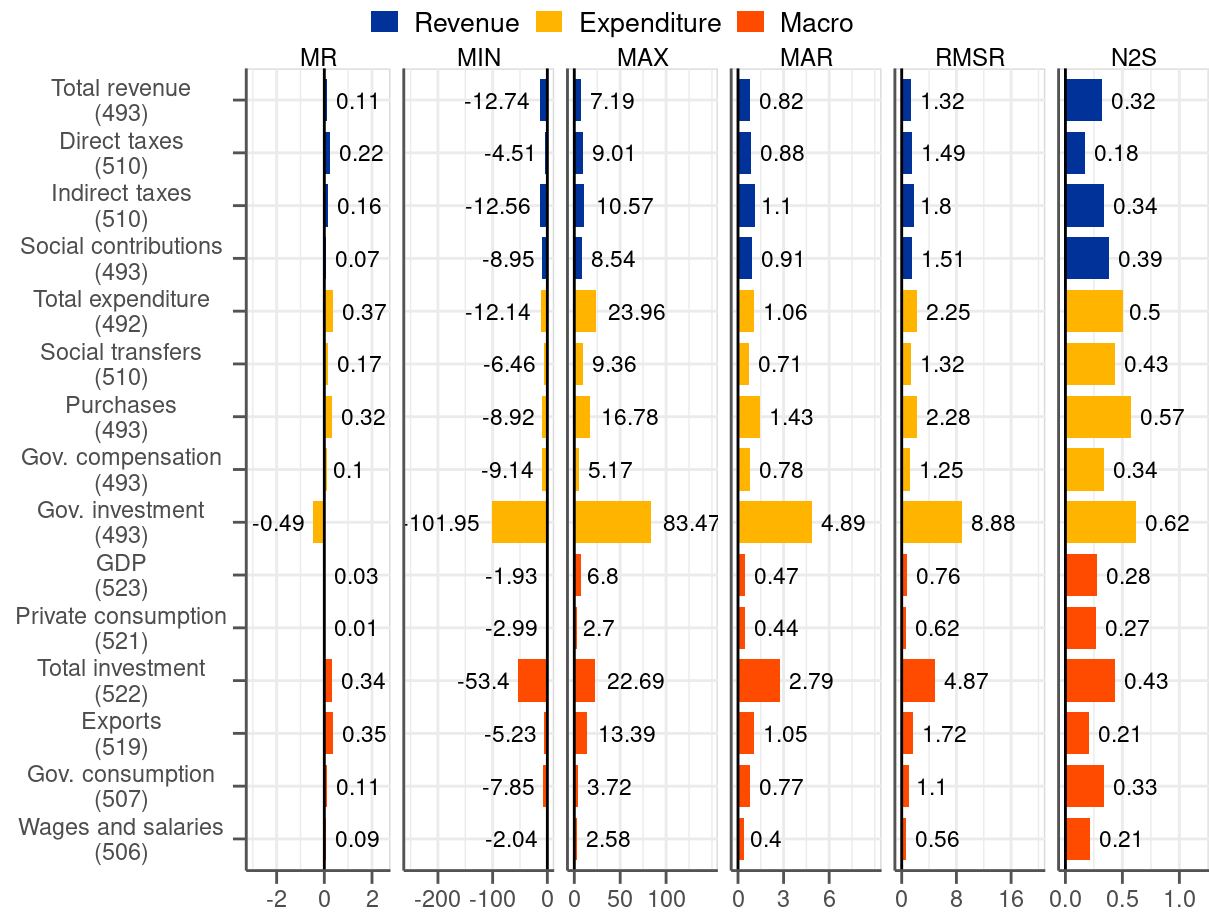 Revenue Expenditure Macro
MR MIN MAX MAR RMSR N2S
Total revenue
(493)
0.11 -12.74 7.19 0.82 1.32 0.32
Direct taxes
(510)
0.22 -4.51 9.01 0.88 1.49 0.18
Indirect taxes
(510)
0.16 -12.56 10.57 1.1 1.8 0.34
Social contributions
(493)
0.07 -8.95 8.54 0.91 1.51 0.39
Total expenditure
(492)
0.37 -12.14 23.96 1.06 2.25 0.5
Social transfers
(510)
0.17 -6.46 9.36 0.71 1.32 0.43
Purchases
(493)
0.32 -8.92 16.78 1.43 2.28 0.57
Gov. compensation
(493)
0.1 -9.14 5.17 0.78 1.25 0.34
Gov. investment
(493)
-0.49 -101.95 83.47 4.89 8.88 0.62
GDP
(523)
0.03 -1.93 6.8 0.47 0.76 0.28
Private consumption
(521)
0.01 -2.99 2.7 0.44 0.62 0.27
Total investment
(522)
0.34 -53.4 22.69 2.79 4.87 0.43
Exports
(519)
0.35 -5.23 13.39 1.05 1.72 0.21
Gov. consumption
(507)
0.11 -7.85 3.72 0.77 1.1 0.33
Wages and salaries
(506)
0.09 -2.04 2.58 0.4 0.56 0.21
-2 0 2 -200 -100 0 0 50 100 0 3 6 0 8 16 0.0 0.5 1.0